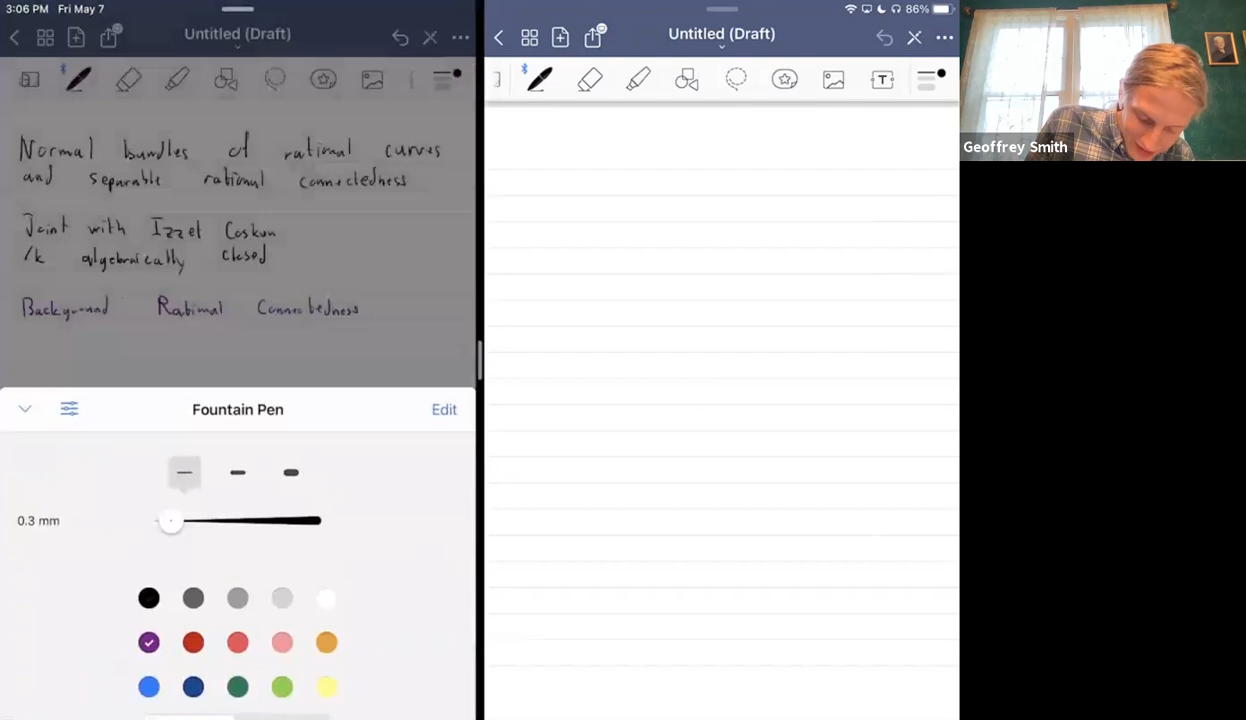 3:06 PM Fri May 7
86%
Untitled (Draft)
Untitled (Draft)
T
Normal bundles of rational curves
and separable rational connectedness
Joint with Izzet Coskun
/k algebraically closed
Background Rational Connectedness
Fountain Pen
Edit
0.3 mm
Geoffrey Smith